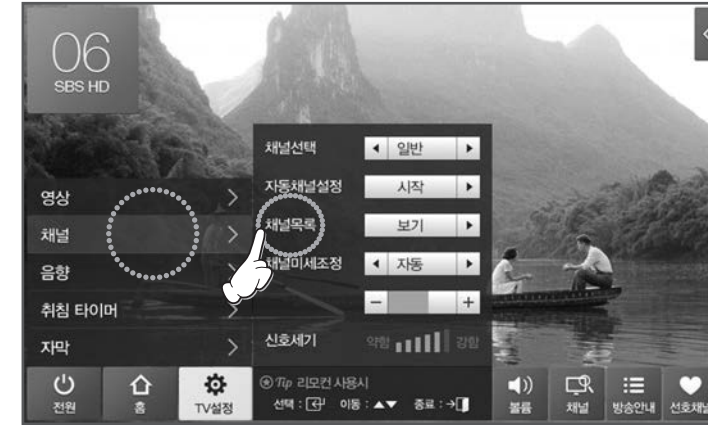 06
SBS HD
영상
채널
음향
취침 타이머
자막
채널선택
일반
자동채널설정
시작
채널목록
보기
채널미세조정
자동
신호세기
약함
강함
Tip 리모컨 사용시
선택 : 이동 : ▲▼ 종료 : →
전원
홈
TV설정
볼륨
채널
방송안내
선호채널